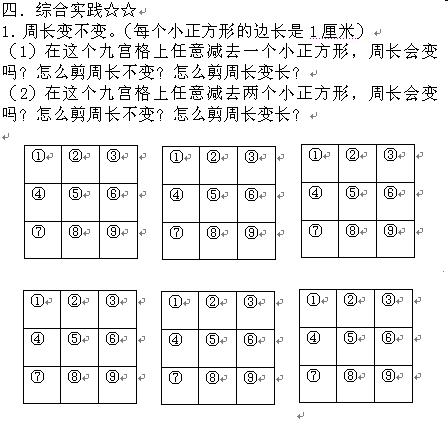 四．综合实践☆☆
1. 周长变不变。（每个小正方形的边长是1厘米）
（1）在这个九宫格上任意减去一个小正方形，周长会变
吗？怎么剪周长不变？怎么剪周长变长？
（2）在这个九宫格上任意减去两个小正方形，周长会变
吗？怎么剪周长不变？怎么剪周长变长？
① ② ③ ① ② ③ ① ② ③
④ ⑤ ⑥ ④ ⑤ ⑥ ④ ⑤ ⑥
⑦ ⑧ ⑨ ⑦ ⑧ ⑨ ⑦ ⑧ ⑨
① ② ③ ① ② ③ ① ② ③
④ ⑤ ⑥ ④ ⑤ ⑥ ④ ⑤ ⑥
⑦ ⑧ ⑨ ⑦ ⑧ ⑨ ⑦ ⑧ ⑨